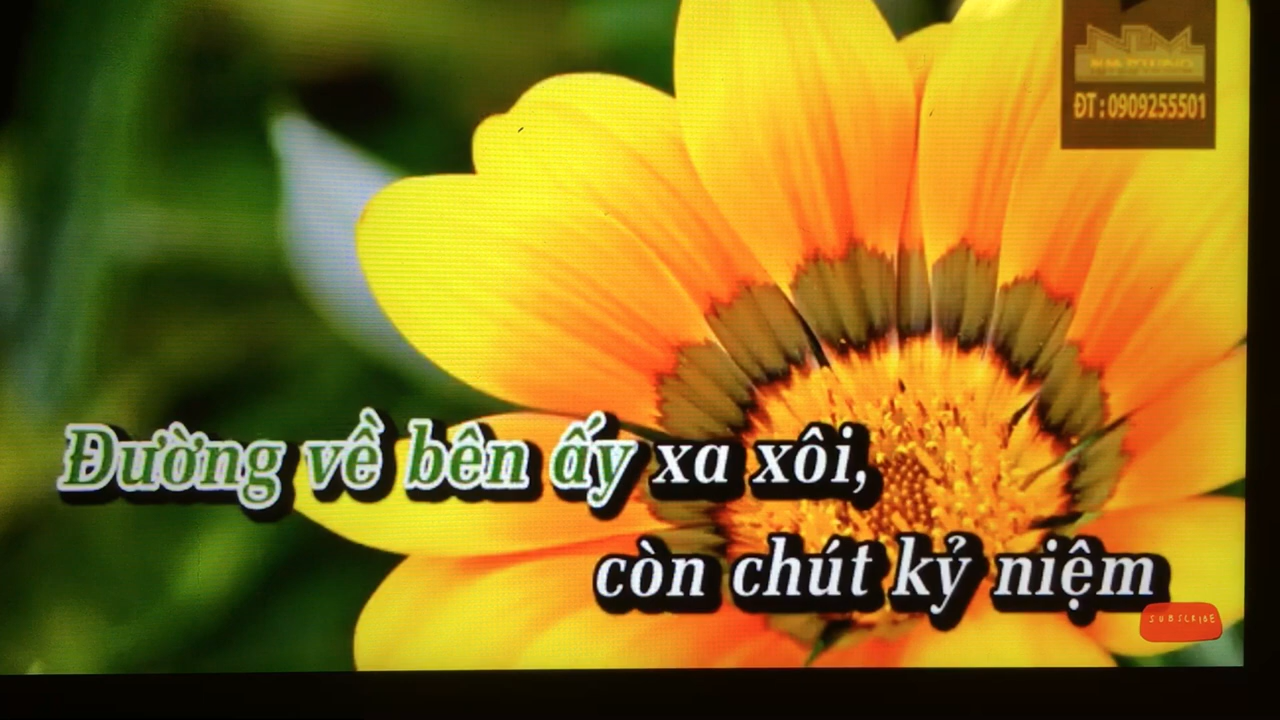 ĐT : 0909255501
Đường về bên ấy xa xôi,
còn chút kỷ niệm
SUBSCRIBE